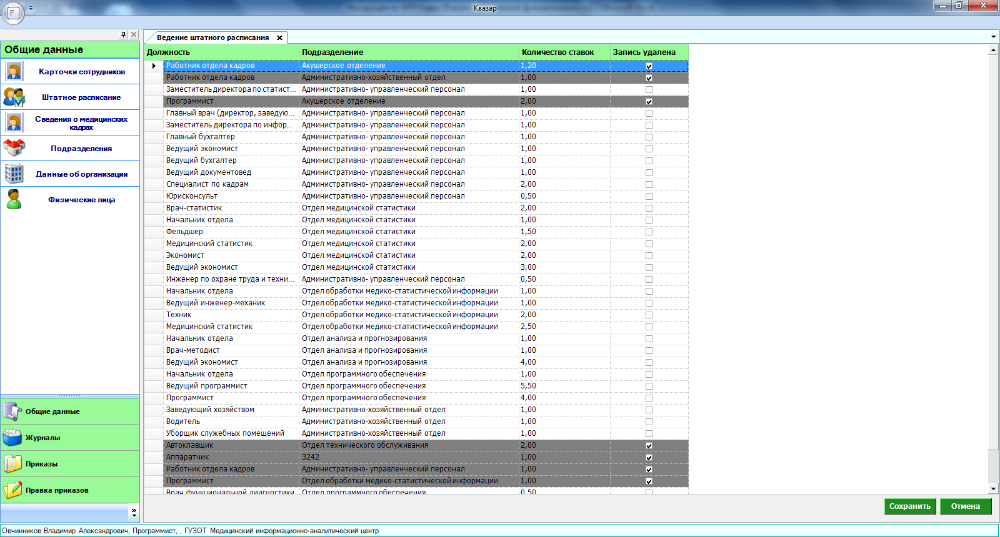 Квазар
F
Ведение штатного расписания
Общие данные
Карточки сотрудников
Штатное расписание
Сведения о медицинских
кадрах
Подразделения
Данные об организации
Физические лица
Общие данные
Журналы
Приказы
Правка приказов
Должность Подразделение Количество ставок Запись удалена
Работник отдела кадров Акушерское отделение 1,20
Работник отдела кадров Административно-хозяйственный отдел 1,00
Заместитель директора по статист... Административно- управленческий персонал 1,00
Программист Акушерское отделение 2,00
Главный врач (директор, заведую... Административно- управленческий персонал 1,00
Заместитель директора по инфор... Административно- управленческий персонал 1,00
Главный бухгалтер Административно- управленческий персонал 1,00
Ведущий экономист Административно- управленческий персонал 1,00
Ведущий бухгалтер Административно- управленческий персонал 1,00
Ведущий документовед Административно- управленческий персонал 1,00
Специалист по кадрам Административно- управленческий персонал 2,00
Юрисконсульт Административно- управленческий персонал 0,50
Врач-статистик Отдел медицинской статистики 2,00
Начальник отдела Отдел медицинской статистики 1,00
Фельдшер Отдел медицинской статистики 1,50
Медицинский статистик Отдел медицинской статистики 2,00
Экономист Отдел медицинской статистики 2,00
Ведущий экономист Отдел медицинской статистики 3,00
Инженер по охране труда и техни... Административно- управленческий персонал 0,50
Начальник отдела Отдел обработки медико-статистической информации 1,00
Ведущий инженер-механик Отдел обработки медико-статистической информации 1,00
Техник Отдел обработки медико-статистической информации 2,00
Медицинский статистик Отдел обработки медико-статистической информации 2,50
Начальник отдела Отдел анализа и прогнозирования 1,00
Врач-методист Отдел анализа и прогнозирования 1,00
Ведущий экономист Отдел анализа и прогнозирования 4,00
Начальник отдела Отдел программного обеспечения 1,00
Ведущий программист Отдел программного обеспечения 5,50
Программист Отдел программного обеспечения 4,00
Заведующий хозяйством Административно-хозяйственный отдел 1,00
Водитель Административно-хозяйственный отдел 1,00
Уборщик служебных помещений Административно-хозяйственный отдел 1,00
Автоклавщик Отдел технического обслуживания 2,00
Аппаратчик 3242 1,00
Работник отдела кадров Административно- управленческий персонал 1,00
Программист Отдел обработки медико-статистической информации 1,00
Врач функциональной диагностики Отдел программного обеспечения 0,50
Сохранить Отмена
Овчинников Владимир Александрович, Программист, , ГУЗОТ Медицинский информационно-аналитический центр